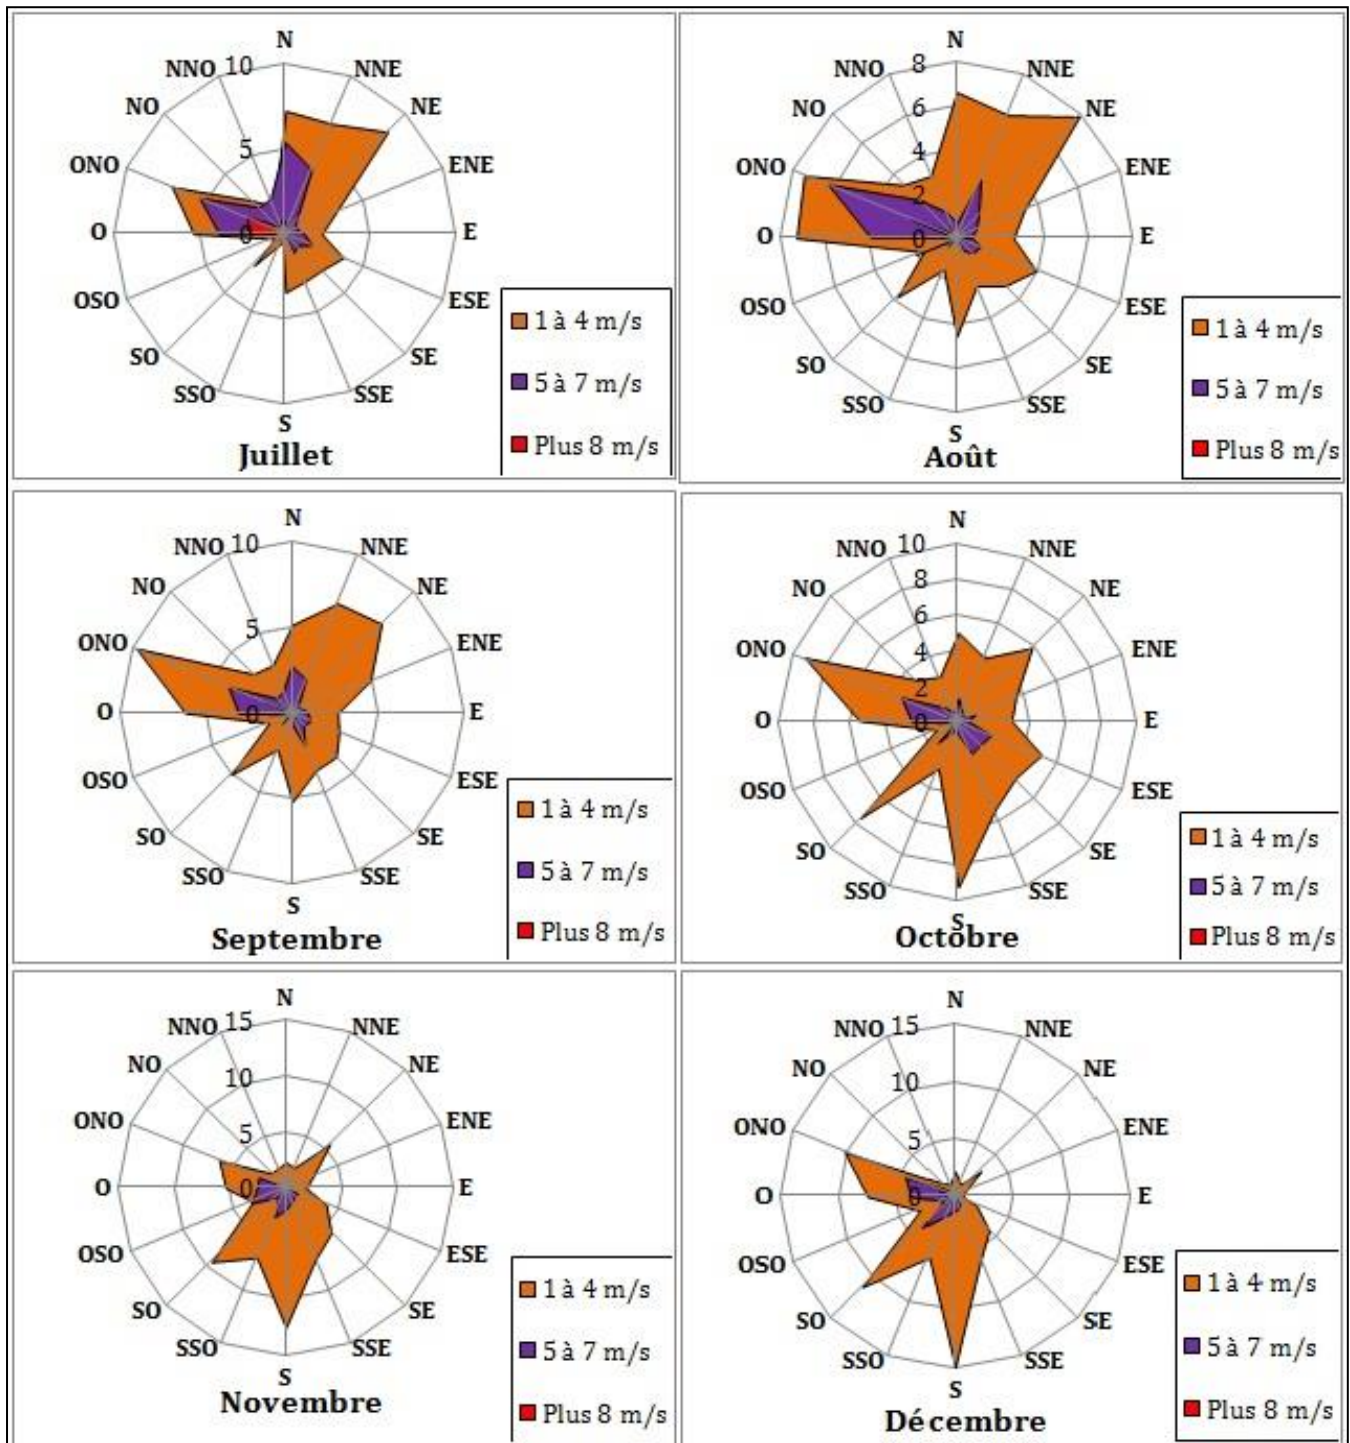 N
NNO 10 NNE
NO NE
ONO 5 ENE
O 0 E
OSO ESE
SO SE
SSO SSE
S
Juillet
1 à 4 m/s
5 à 7 m/s
Plus 8 m/s
N
8
NNO NNE
6
NO NE
4
ONO 2 ENE
O 0 E
OSO ESE
SO SE
SSO SSE
S
Août
1 à 4 m/s
5 à 7 m/s
Plus 8 m/s
N
NNO 10 NNE
NO NE
ONO 5 ENE
O 0 E
OSO ESE
SO SE
SSO SSE
S
Septembre
1 à 4 m/s
5 à 7 m/s
Plus 8 m/s
N
NNO 10 NNE
8
NO NE
6
ONO 4 ENE
2
O 0 E
OSO ESE
SO SE
SSO SSE
S
Octobre
1 à 4 m/s
5 à 7 m/s
Plus 8 m/s
N
NNO 15 NNE
NO 10 NE
ONO 5 ENE
O 0 E
OSO ESE
SO SE
SSO SSE
S
Novembre
1 à 4 m/s
5 à 7 m/s
Plus 8 m/s
N
NNO 15 NNE
NO 10 NE
ONO 5 ENE
O 0 E
OSO ESE
SO SE
SSO SSE
S
Décembre
1 à 4 m/s
5 à 7 m/s
Plus 8 m/s